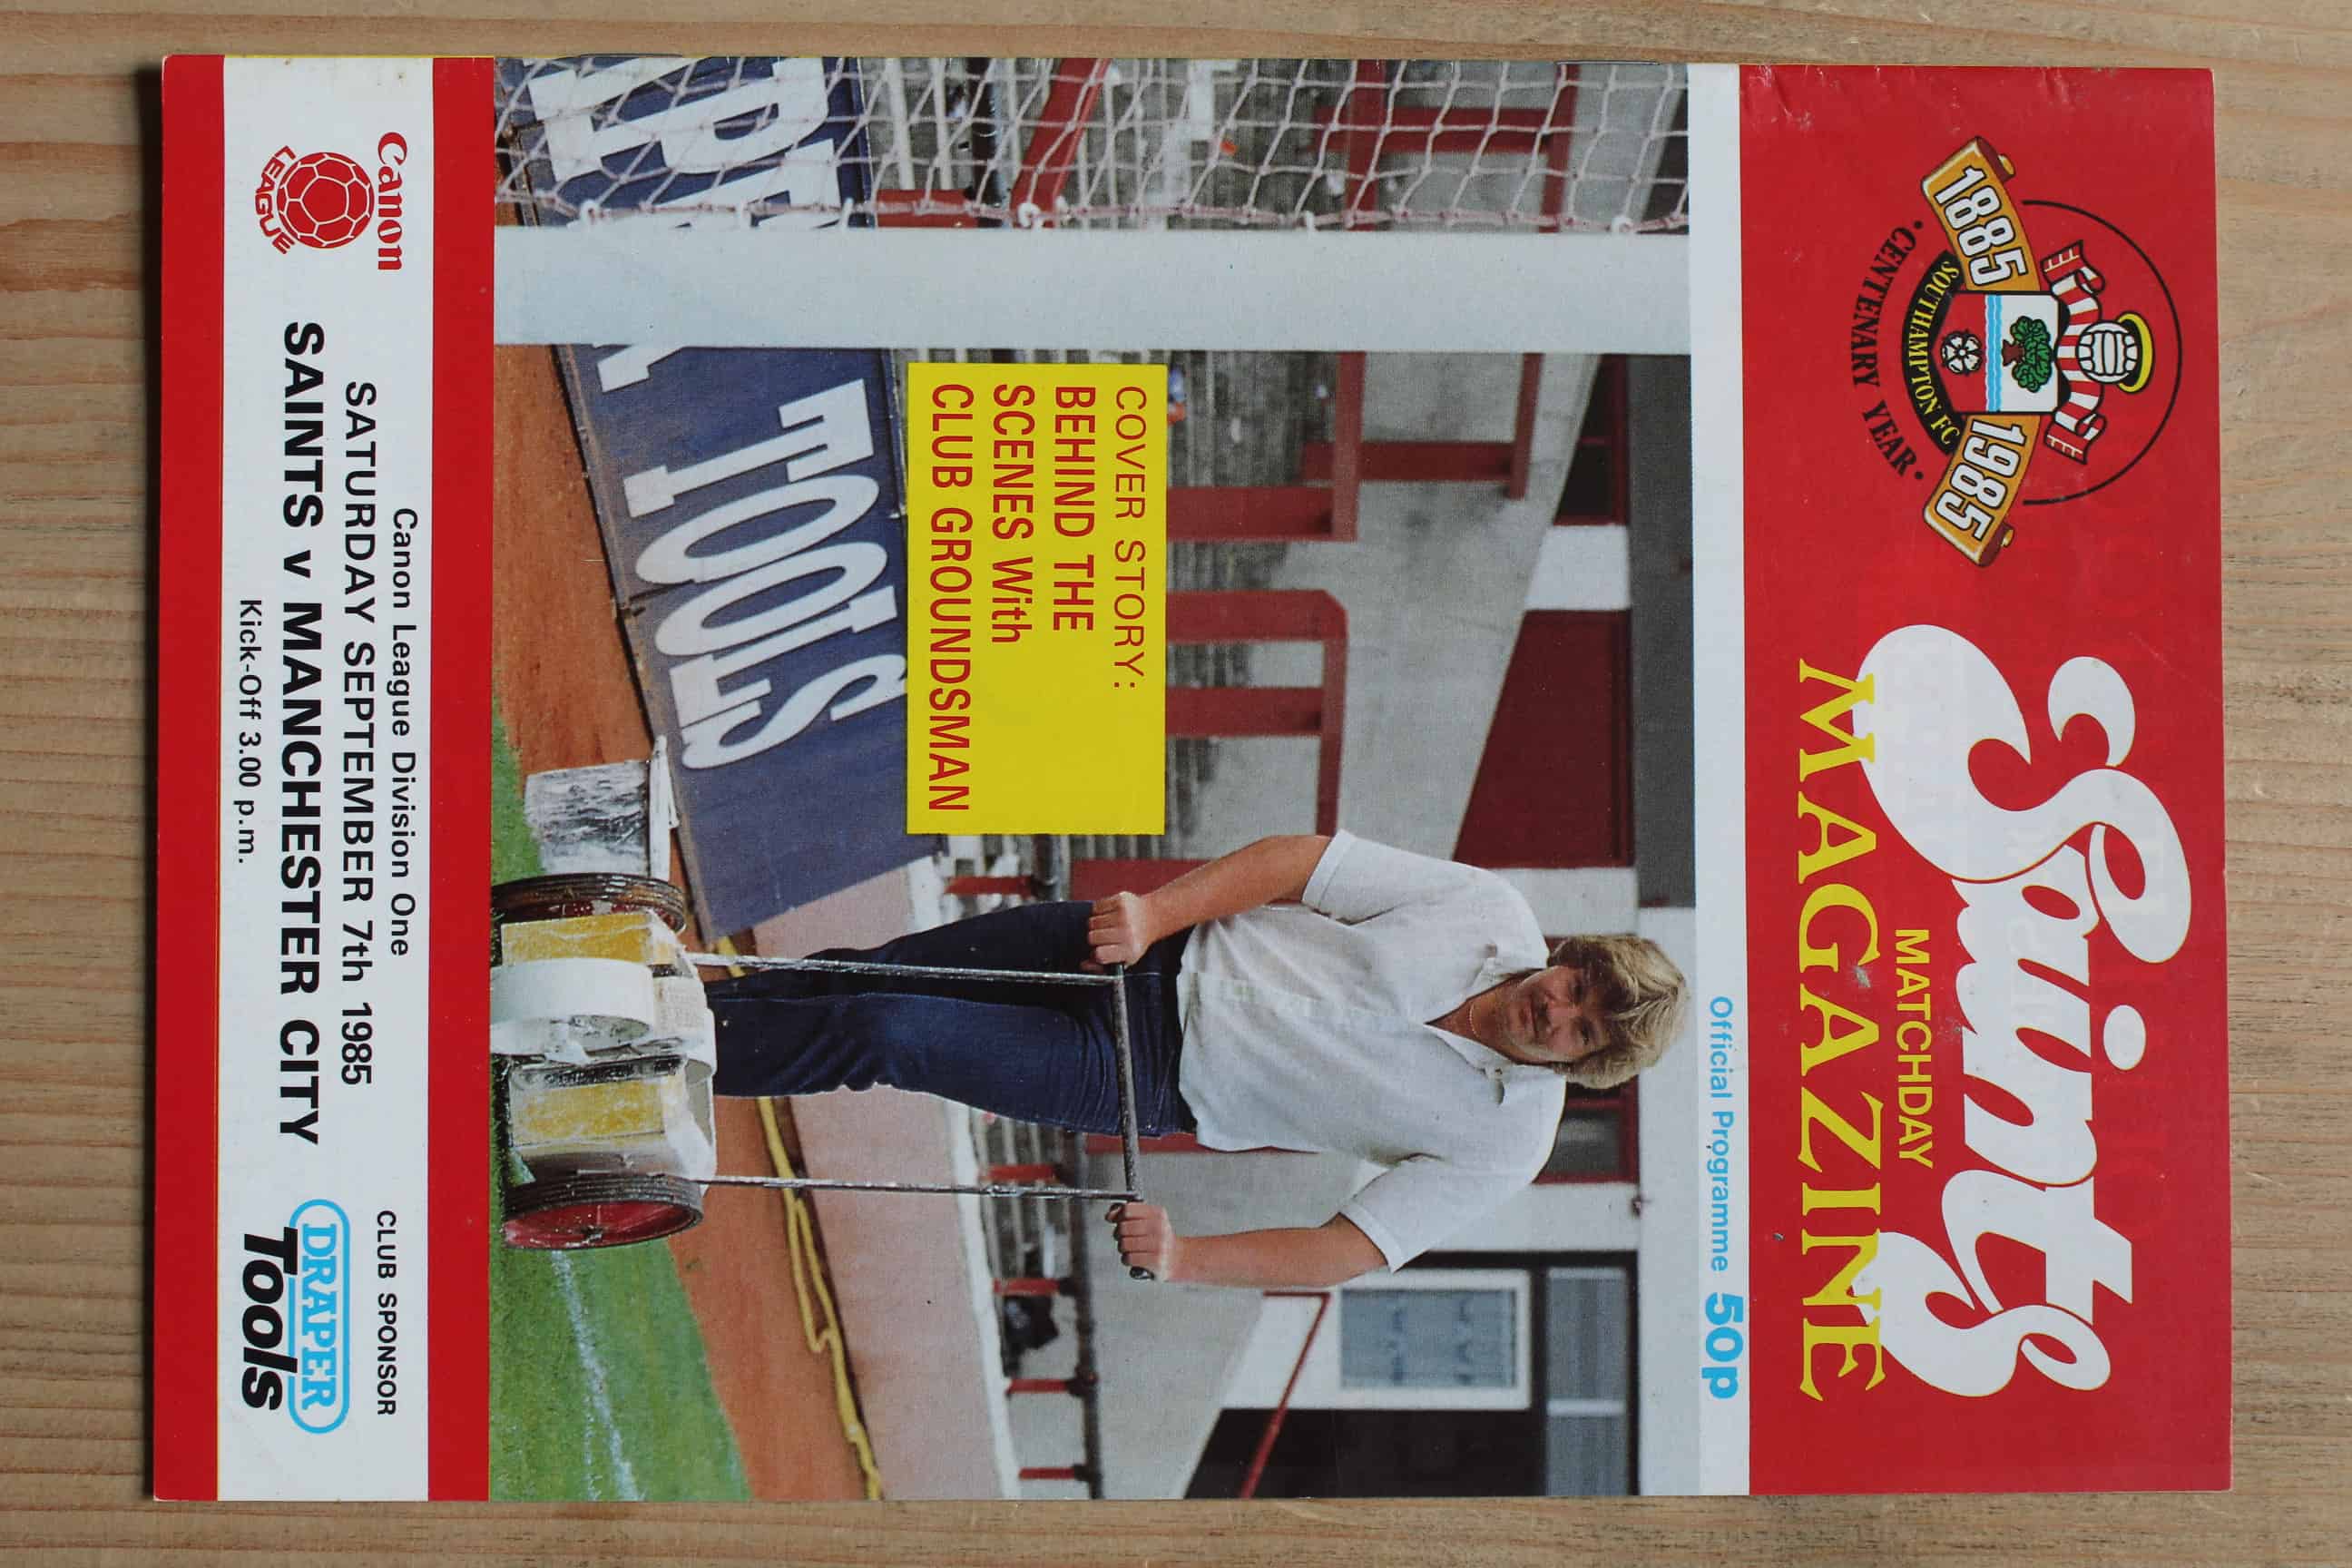 1885 1985
SOUTHAMPTON FC
• CENTENARY YEAR •
Saints
MATCHDAY
MAGAZINE
Official Programme 50p
COVER STORY:
BEHIND THE
SCENES With
CLUB GROUNDSMAN
TOOLS
Canon
LEAGUE
Canon League Division One
SATURDAY SEPTEMBER 7th 1985
SAINTS v MANCHESTER CITY
Kick-Off 3.00 p.m.
CLUB SPONSOR
DRAPER
Tools